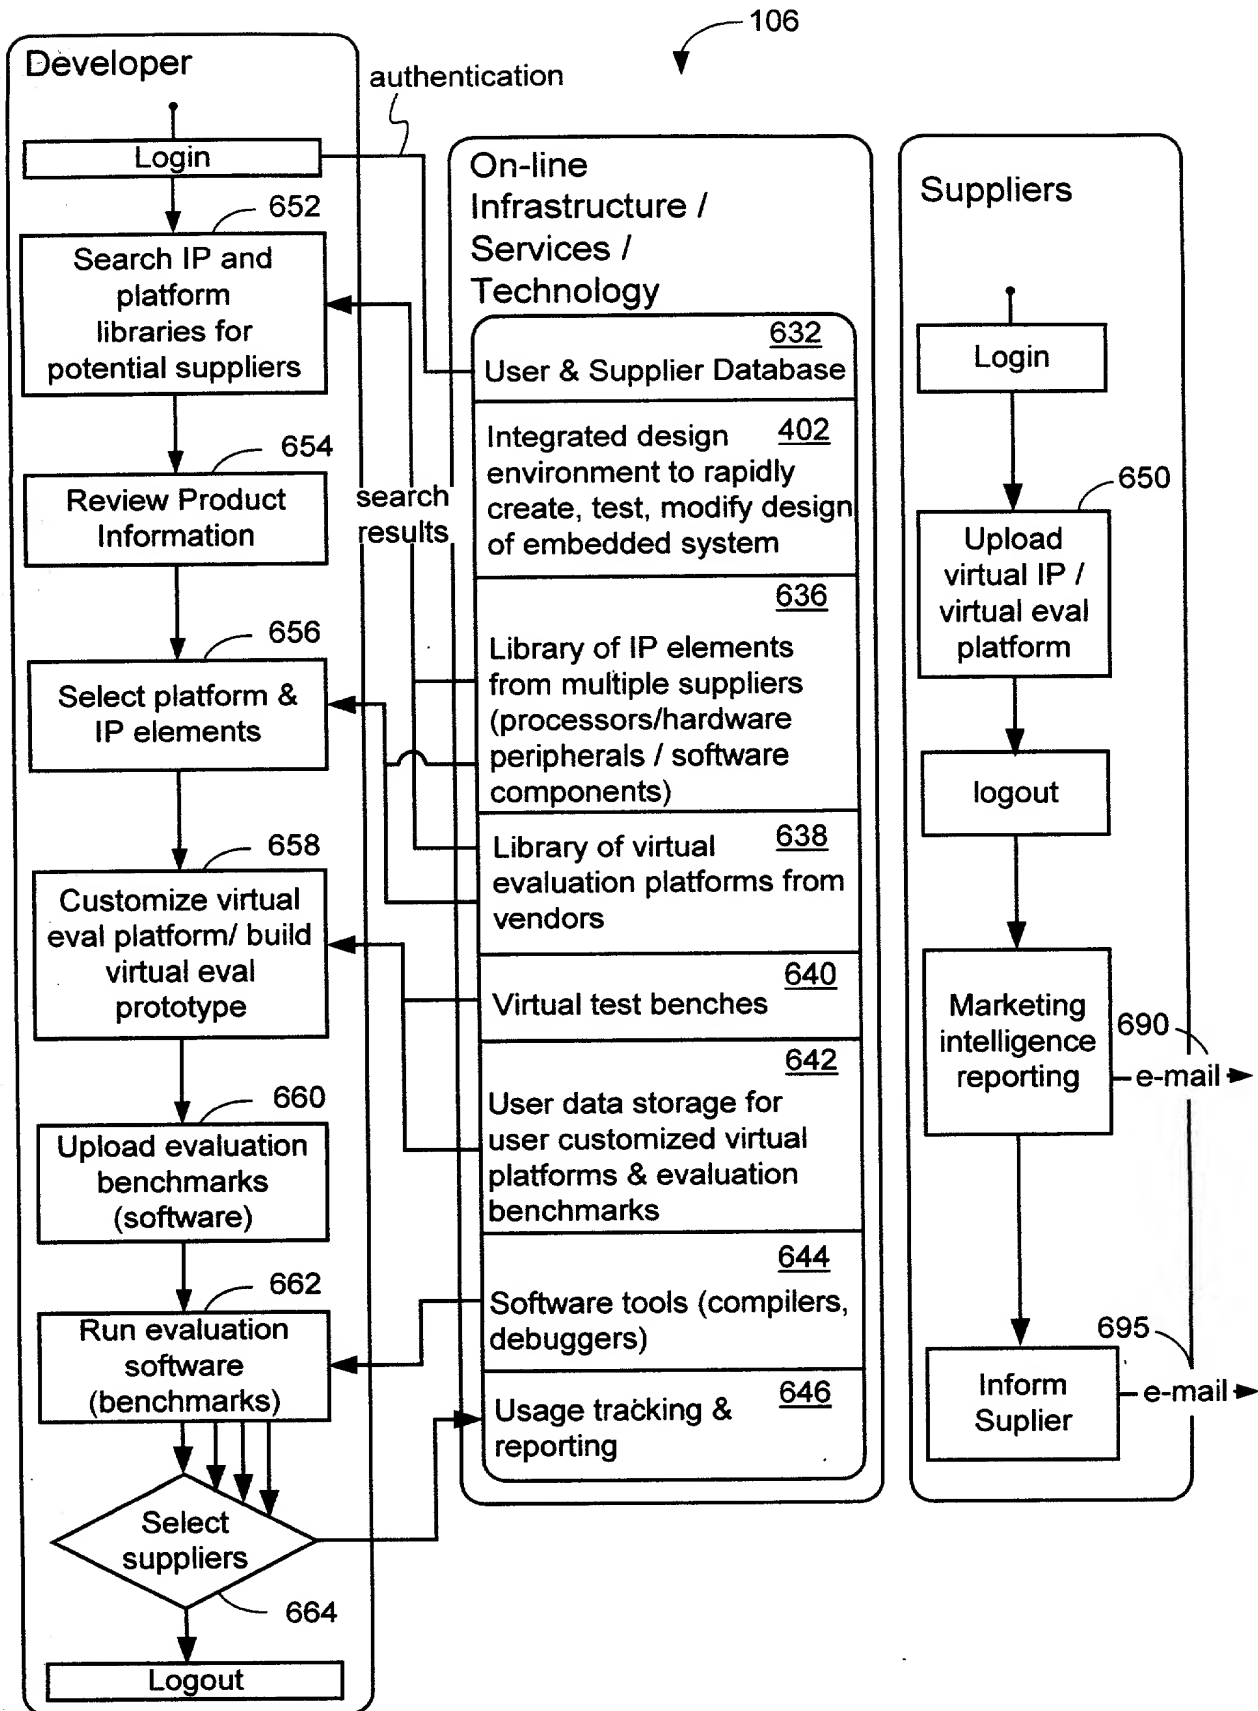 106
Developer
authentication
Login
652
Search IP and
platform
libraries for
potential suppliers
654
Review Product
Information
search
results
656
Select platform &
IP elements
658
Customize virtual
eval platform/ build
virtual eval
prototype
660
Upload evaluation
benchmarks
(software)
662
Run evaluation
software
(benchmarks)
Select
suppliers
664
Logout
On-line
Infrastructure /
Services /
Technology
632
User & Supplier Database
Integrated design 402
environment to rapidly
create, test, modify design
of embedded system
636
Library of IP elements
from multiple suppliers
(processors/hardware
peripherals / software
components)
Library of virtual 638
evaluation platforms from
vendors
640
Virtual test benches
642
User data storage for
user customized virtual
platforms & evaluation
benchmarks
644
Software tools (compilers,
debuggers)
646
Usage tracking &
reporting
Suppliers
Login
650
Upload
virtual IP /
virtual eval
platform
logout
Marketing
intelligence
reporting
690
e-mail
695
Inform
Suplier
e-mail